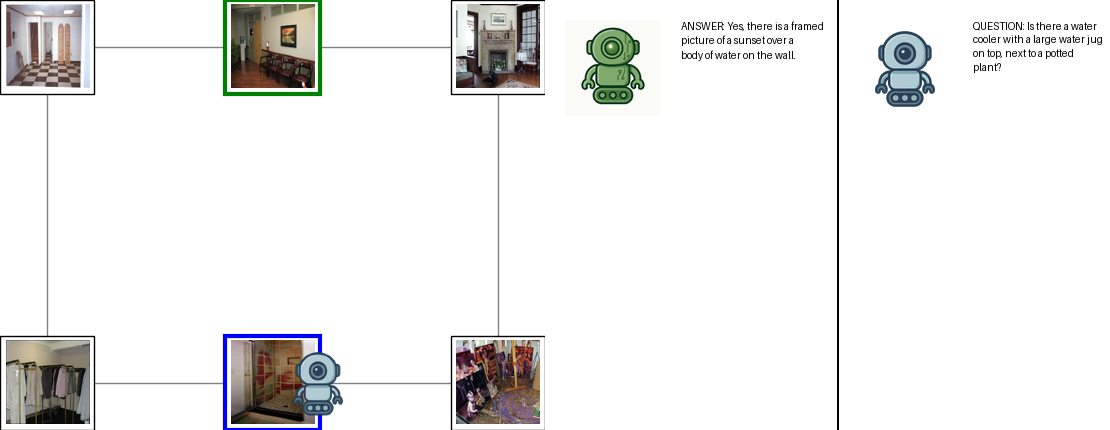 ANSWER: Yes, there is a framed
picture of a sunset over a
body of water on the wall.
QUESTION: Is there a water
cooler with a large water jug
on top, next to a potted
plant?